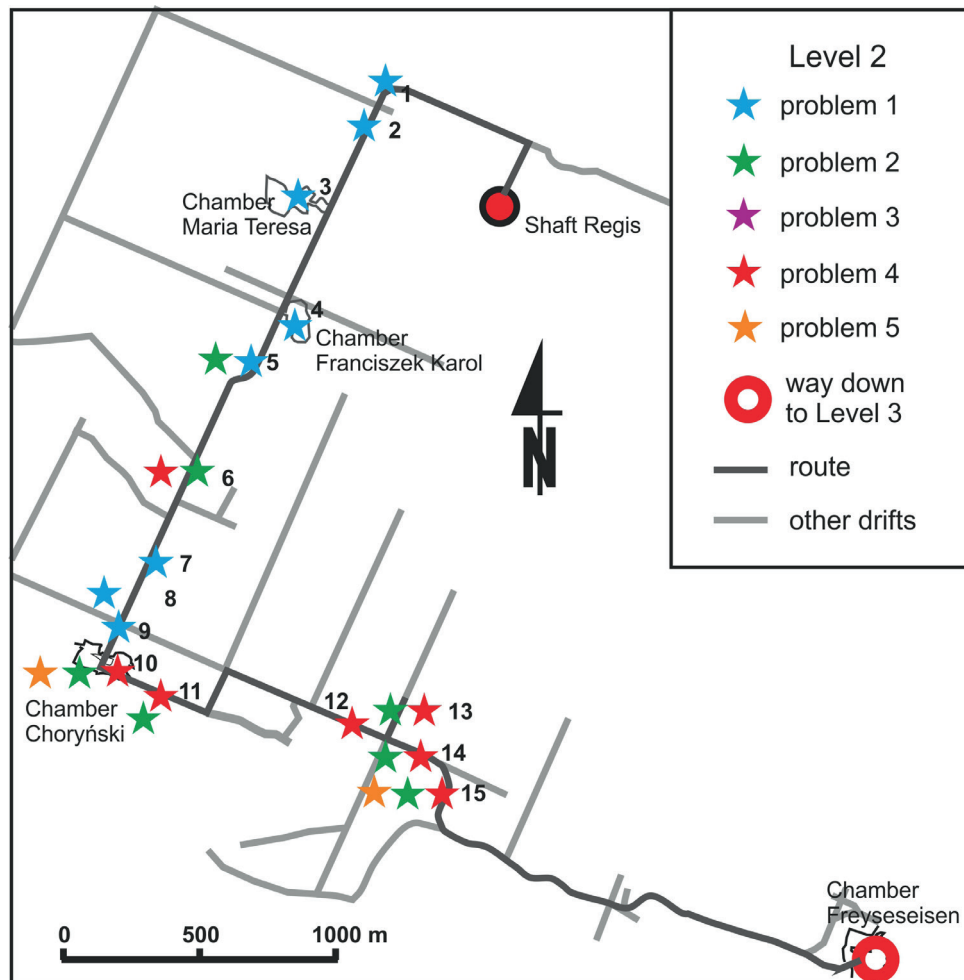 Level 2
problem 1
problem 2
problem 3
problem 4
problem 5
way down
to Level 3
route
other drifts
1
2
3
Chamber
Maria Teresa
Shaft Regis
4
Chamber
Franciszek Karol
5
N
6
7
8
9
10
11
Chamber
Choryński
12
13
14
15
Chamber
Freyseseisen
0 500 1000 m